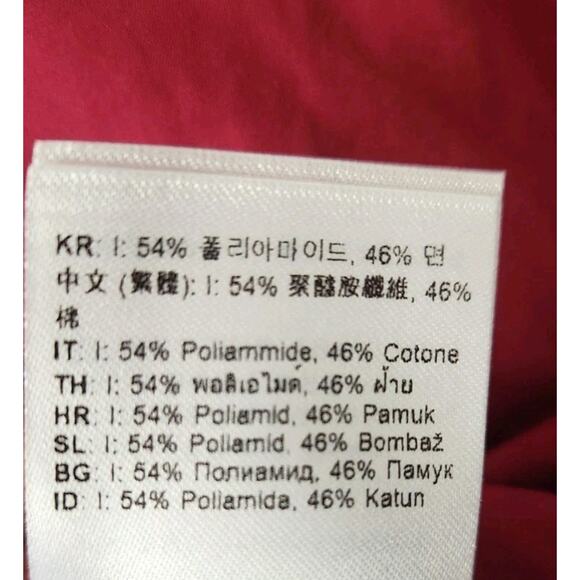 KR: I: 54% 폴리아마이드, 46% 면
中文 (繁體): I: 54% 聚醯胺纖維, 46%
棉
IT: I: 54% Poliammide, 46% Cotone
TH: I: 54% พอลิเอไมด์, 46% ฝ้าย
HR: I: 54% Poliamid, 46% Pamuk
SL: I: 54% Poliamid, 46% Bombaž
BG: I: 54% Полиамид, 46% Памук
ID: I: 54% Poliamida, 46% Katun